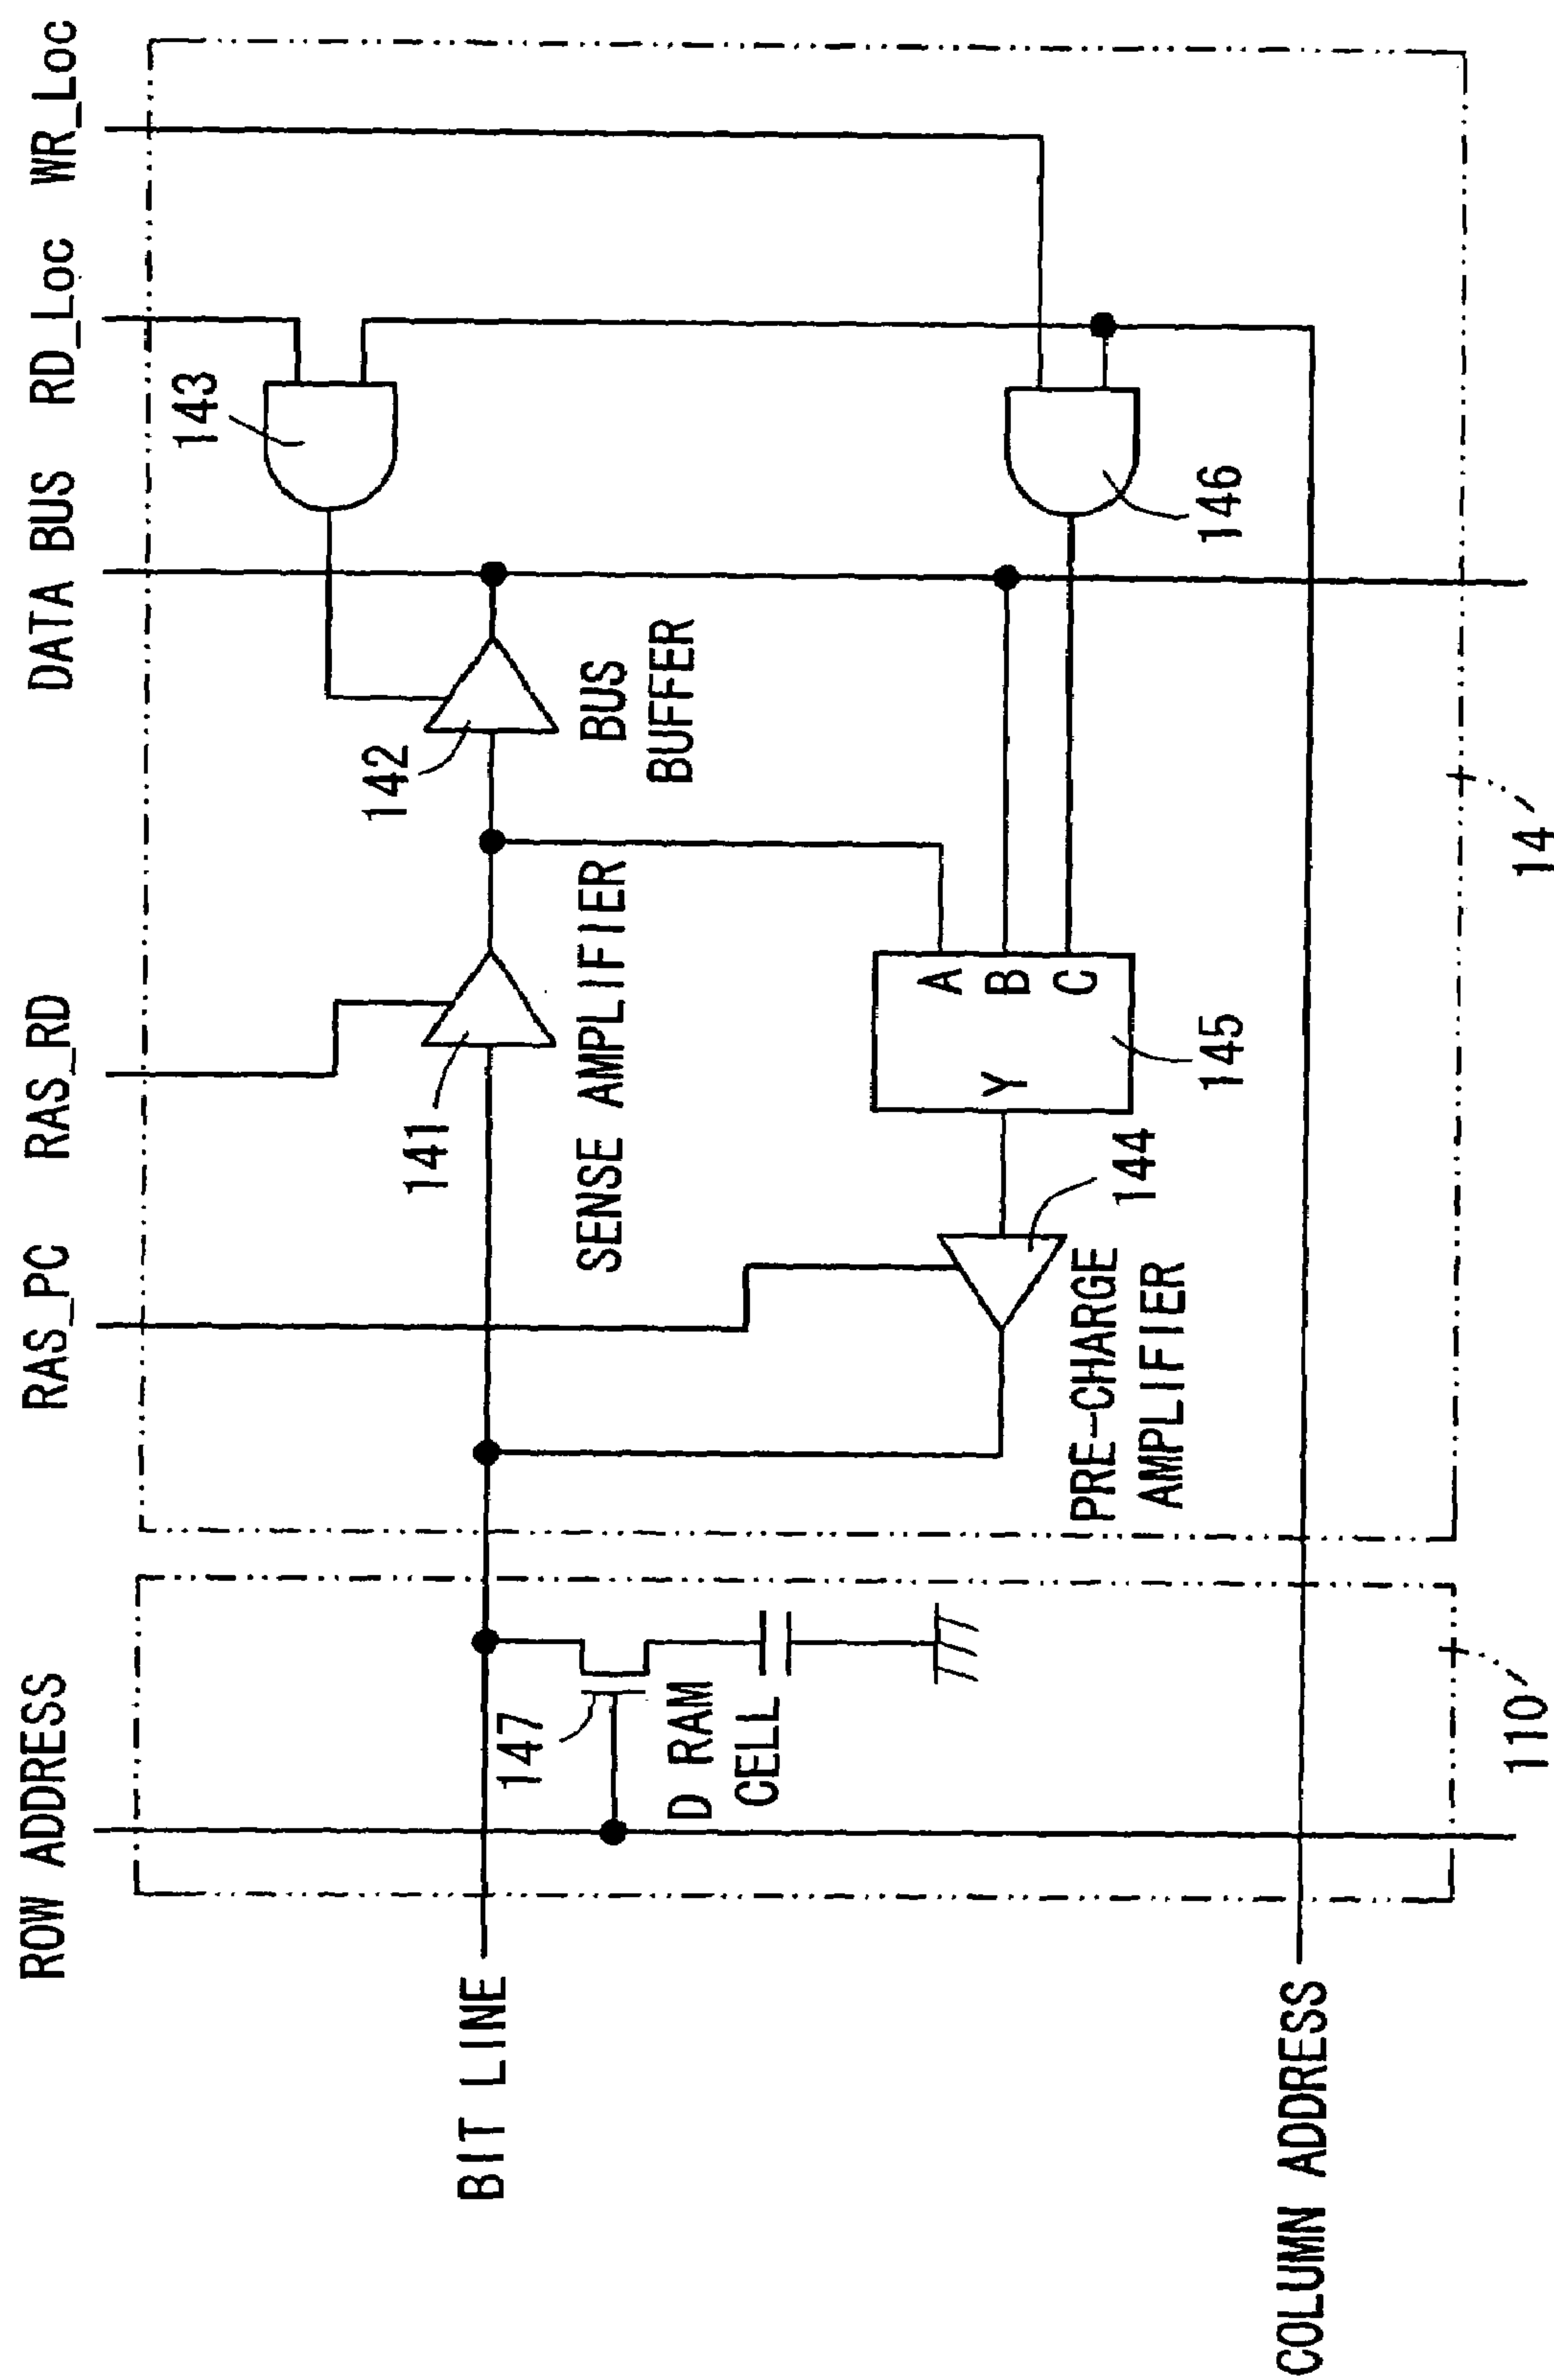 ROW ADDRESS
RAS_PC
RAS_RD
DATA BUS
RD_Loc
WR_Loc
143
142
141
BUS
BUFFER
SENSE AMPLIFIER
147
D RAM
CELL
BIT LINE
A
B
C
Y
145
146
144
PRE-CHARGE
AMPLIFIER
COLUMN ADDRESS
110
14